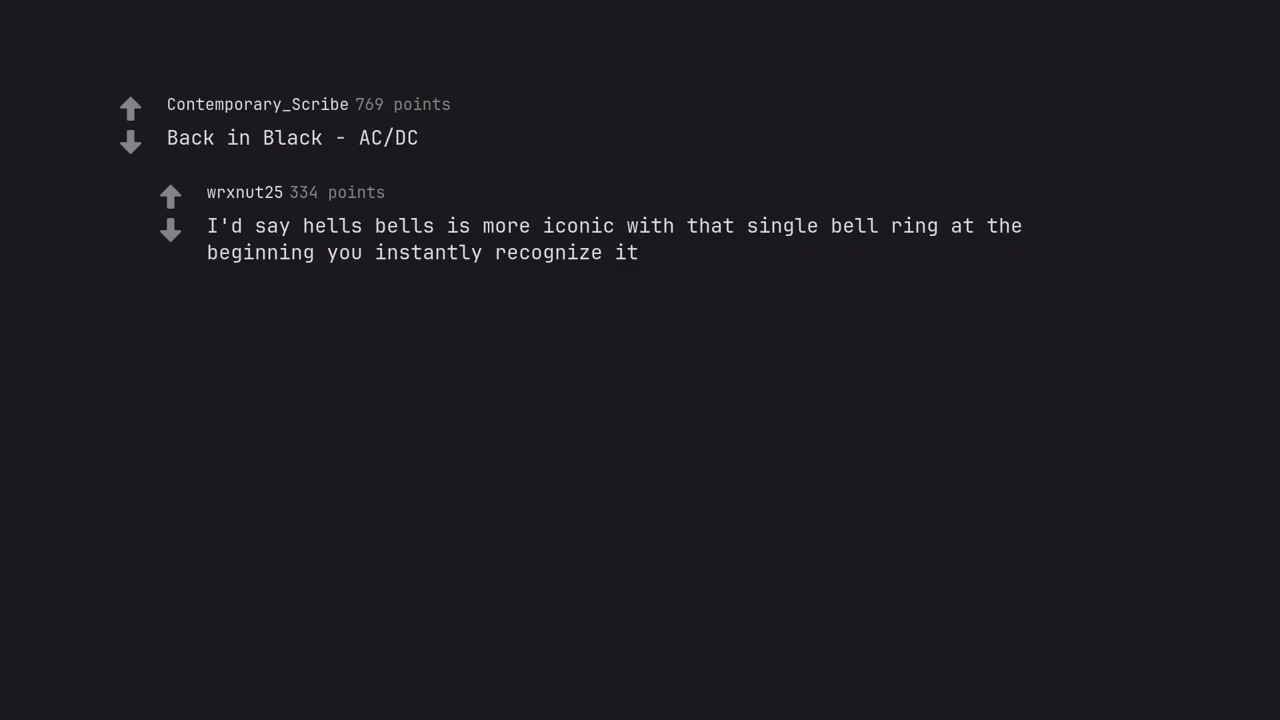 Contemporary_Scribe 769 points
Back in Black - AC/DC
wrxnut25 334 points
I'd say hells bells is more iconic with that single bell ring at the
beginning you instantly recognize it